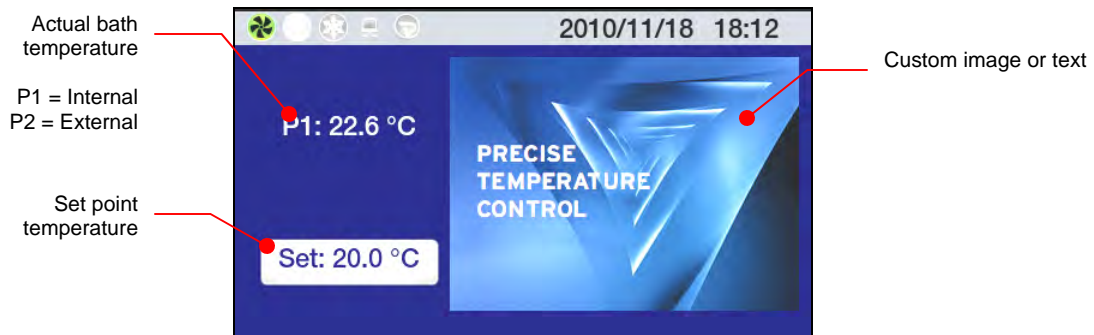 Actual bath
temperature
P1 = Internal
P2 = External
Set point
temperature
2010/11/18 18:12
P1: 22.6 °C
Set: 20.0 °C
PRECISE
TEMPERATURE
CONTROL
Custom image or text